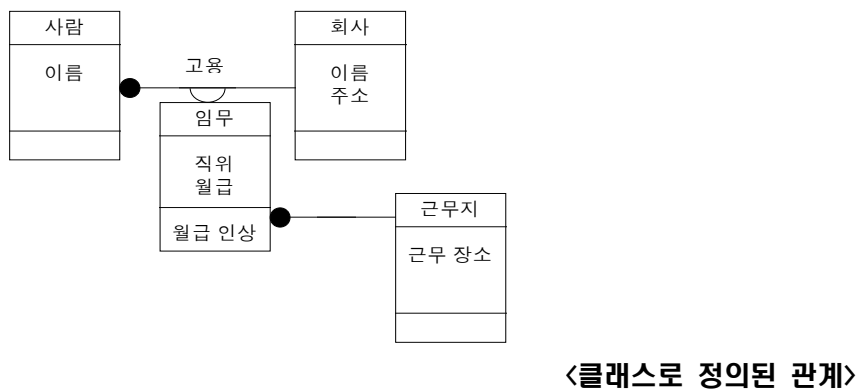 사람
회사
이름
고용
이름
주소
임무
직위
월급
월급 인상
근무지
근무 장소
<클래스로 정의된 관계>